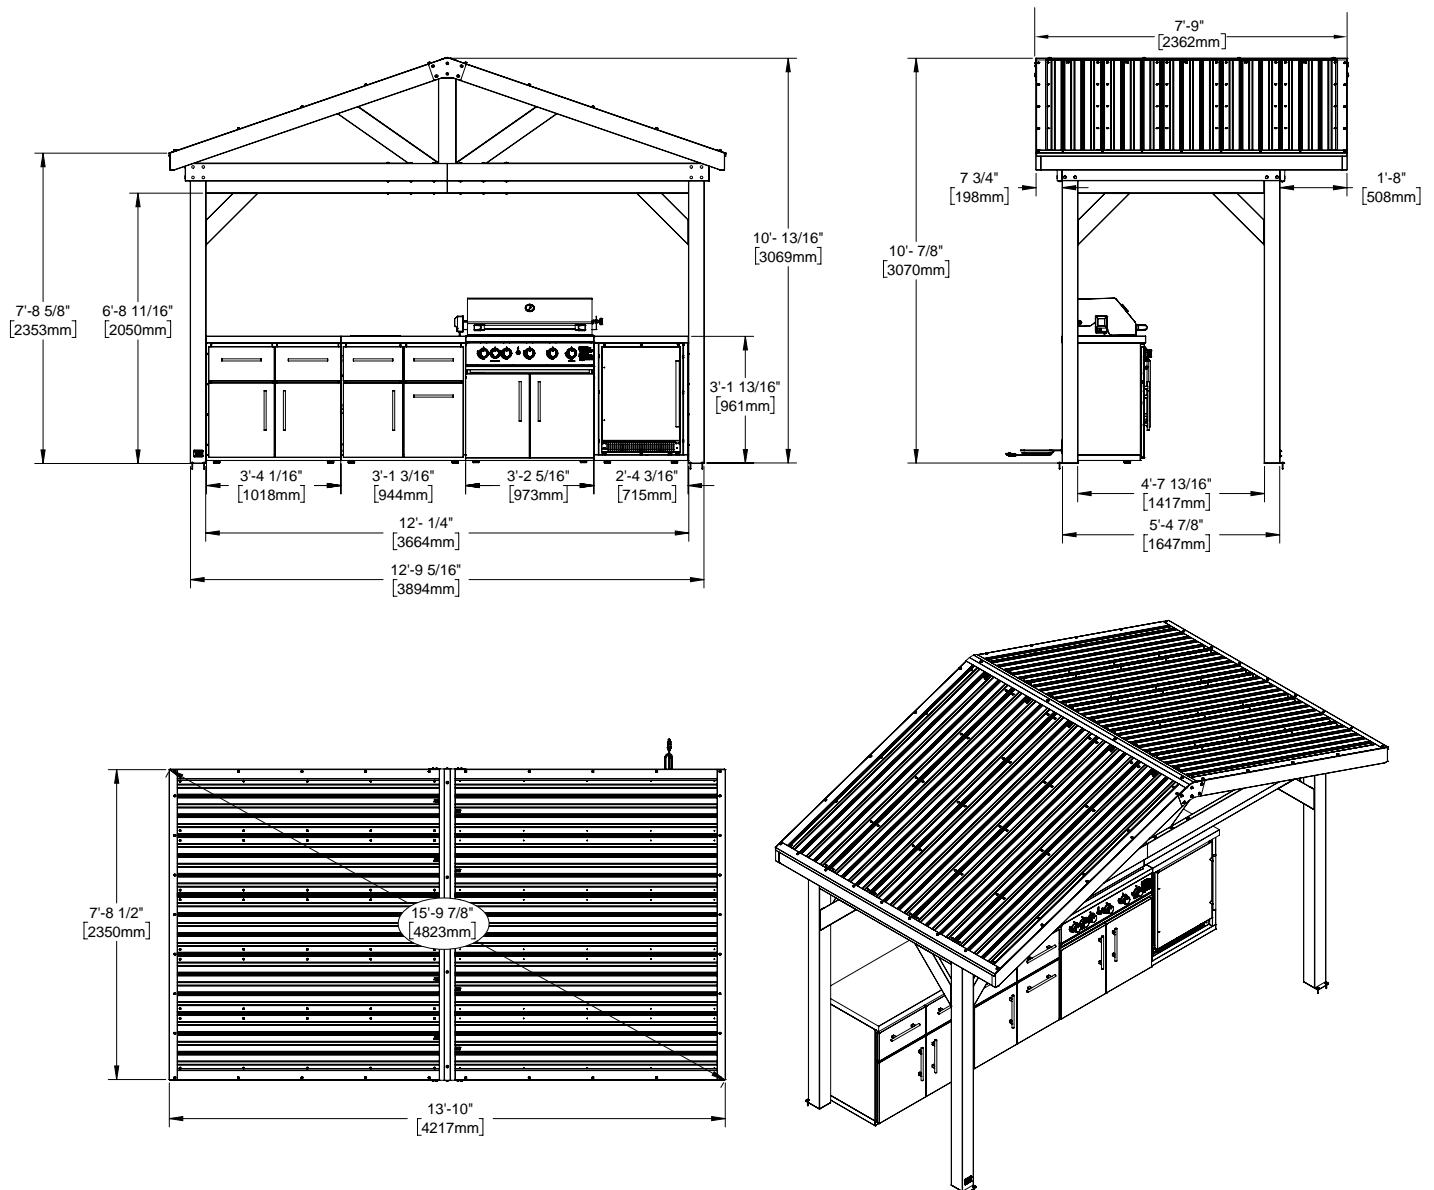 7'-9"
[2362mm]
7 3/4"
[198mm]
1'-8"
[508mm]
10'- 13/16"
[3069mm]
10'- 7/8"
[3070mm]
7'-8 5/8"
[2353mm]
6'-8 11/16"
[2050mm]
3'-1 13/16"
[961mm]
3'-4 1/16"
[1018mm]
3'-1 3/16"
[944mm]
3'-2 5/16"
[973mm]
2'-4 3/16"
[715mm]
4'-7 13/16"
[1417mm]
12'- 1/4"
[3664mm]
5'-4 7/8"
[1647mm]
12'-9 5/16"
[3894mm]
7'-8 1/2"
[2350mm]
15'-9 7/8"
[4823mm]
13'-10"
[4217mm]